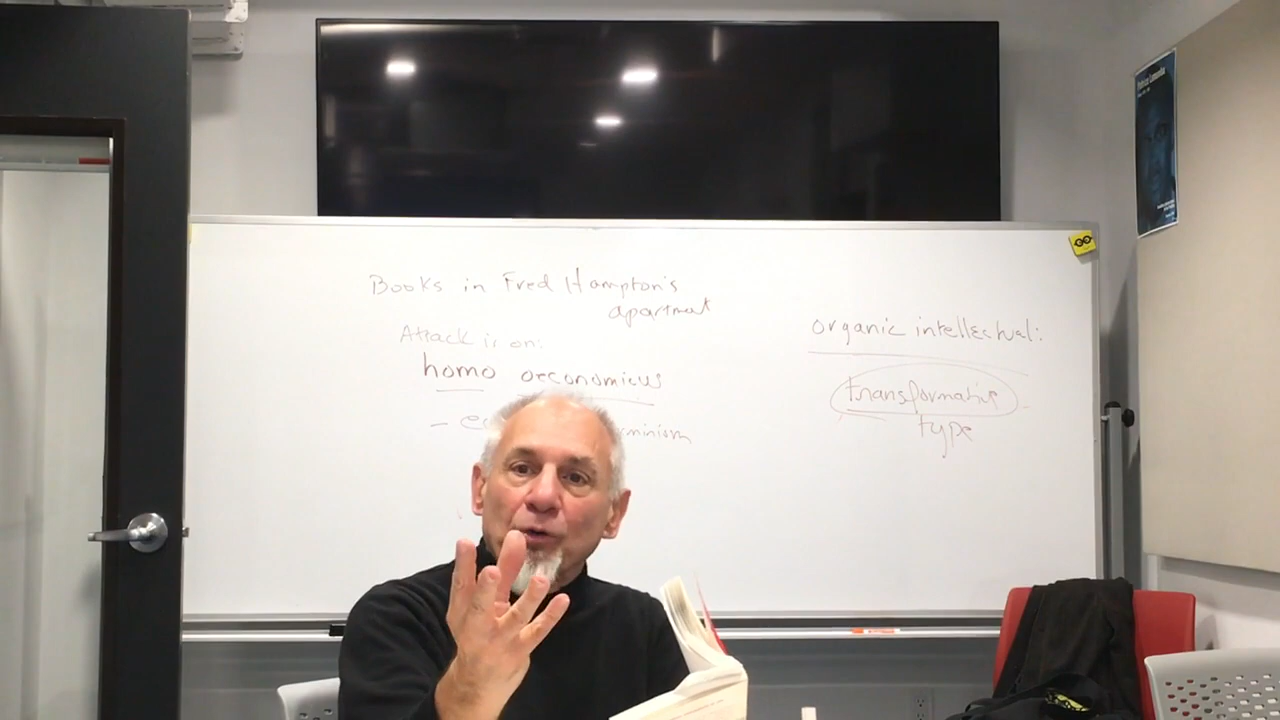 Books in Fred Hampton's
apartment
Attack is on:
homo oeconomicus
organic intellectual:
transformative
type